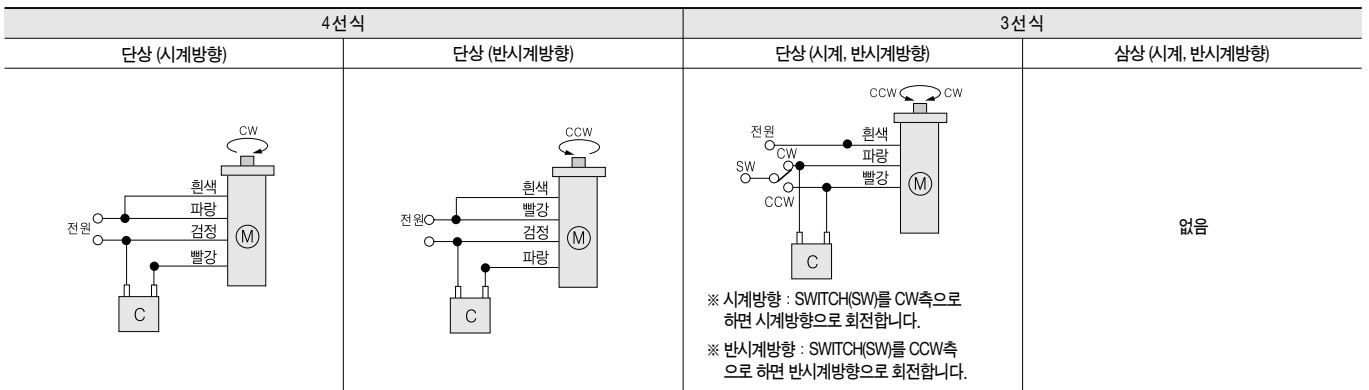 4선식
3선식
단상 (시계방향)
단상 (반시계방향)
단상 (시계, 반시계방향)
삼상 (시계, 반시계방향)
CW
흰색
파랑
전원
검정
M
빨강
C
CCW
흰색
빨강
전원
검정
M
파랑
C
CCW
CW
전원
흰색
CW
파랑
SW
빨강
M
CCW
C
※ 시계방향 : SWITCH(SW)를 CW측으로
하면 시계방향으로 회전합니다.
※ 반시계방향 : SWITCH(SW)를 CCW측
으로 하면 반시계방향으로 회전합니다.
없음